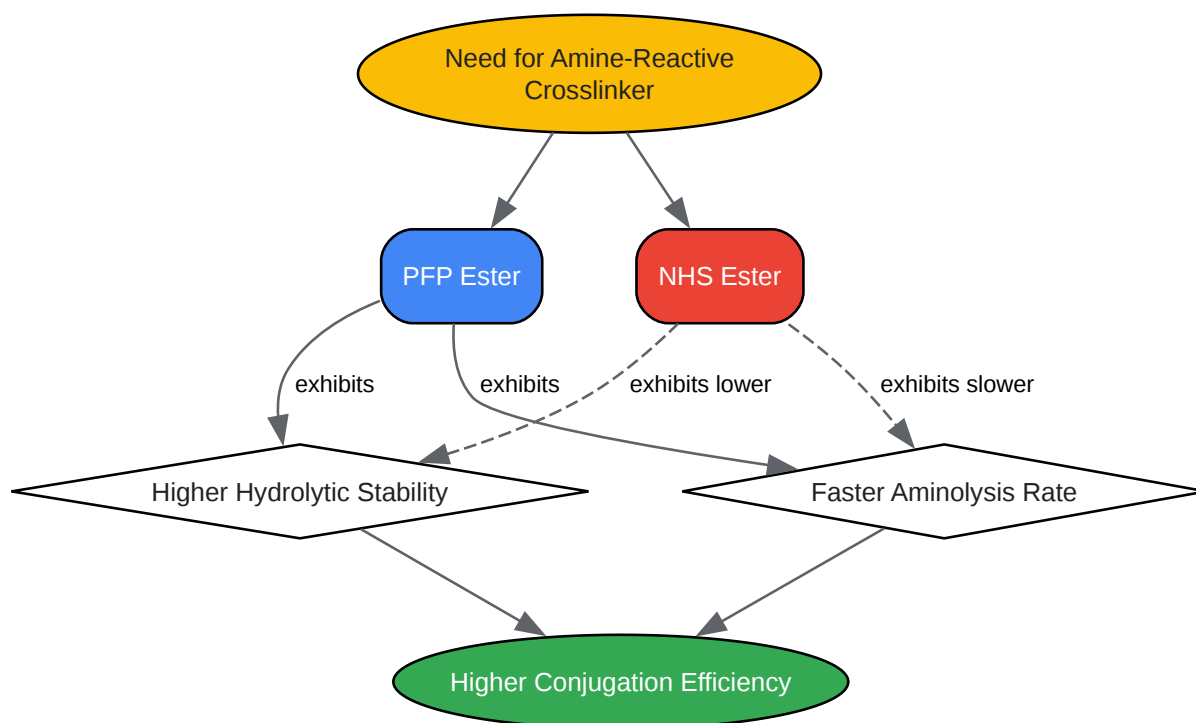 Need for Amine-Reactive
Crosslinker
PFP Ester
NHS Ester
exhibits
exhibits
exhibits lower
exhibits slower
Higher Hydrolytic Stability
Faster Aminolysis Rate
Higher Conjugation Efficiency